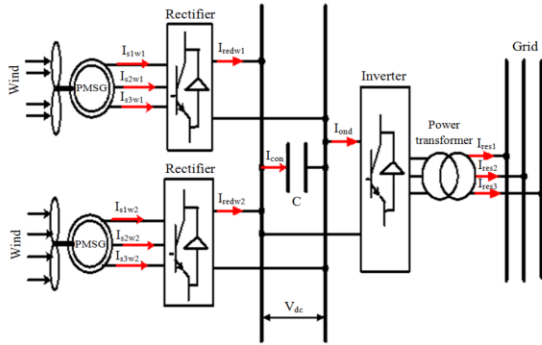 Rectifier
Wind
PMSG
Is1w1
Is2w1
Is3w1
Iredw1
Grid
Inverter
Power
transformer
Icon
Iond
C
Ires1
Ires2
Ires3
Rectifier
Wind
PMSG
Is1w2
Is2w2
Is3w2
Iredw2
Vdc